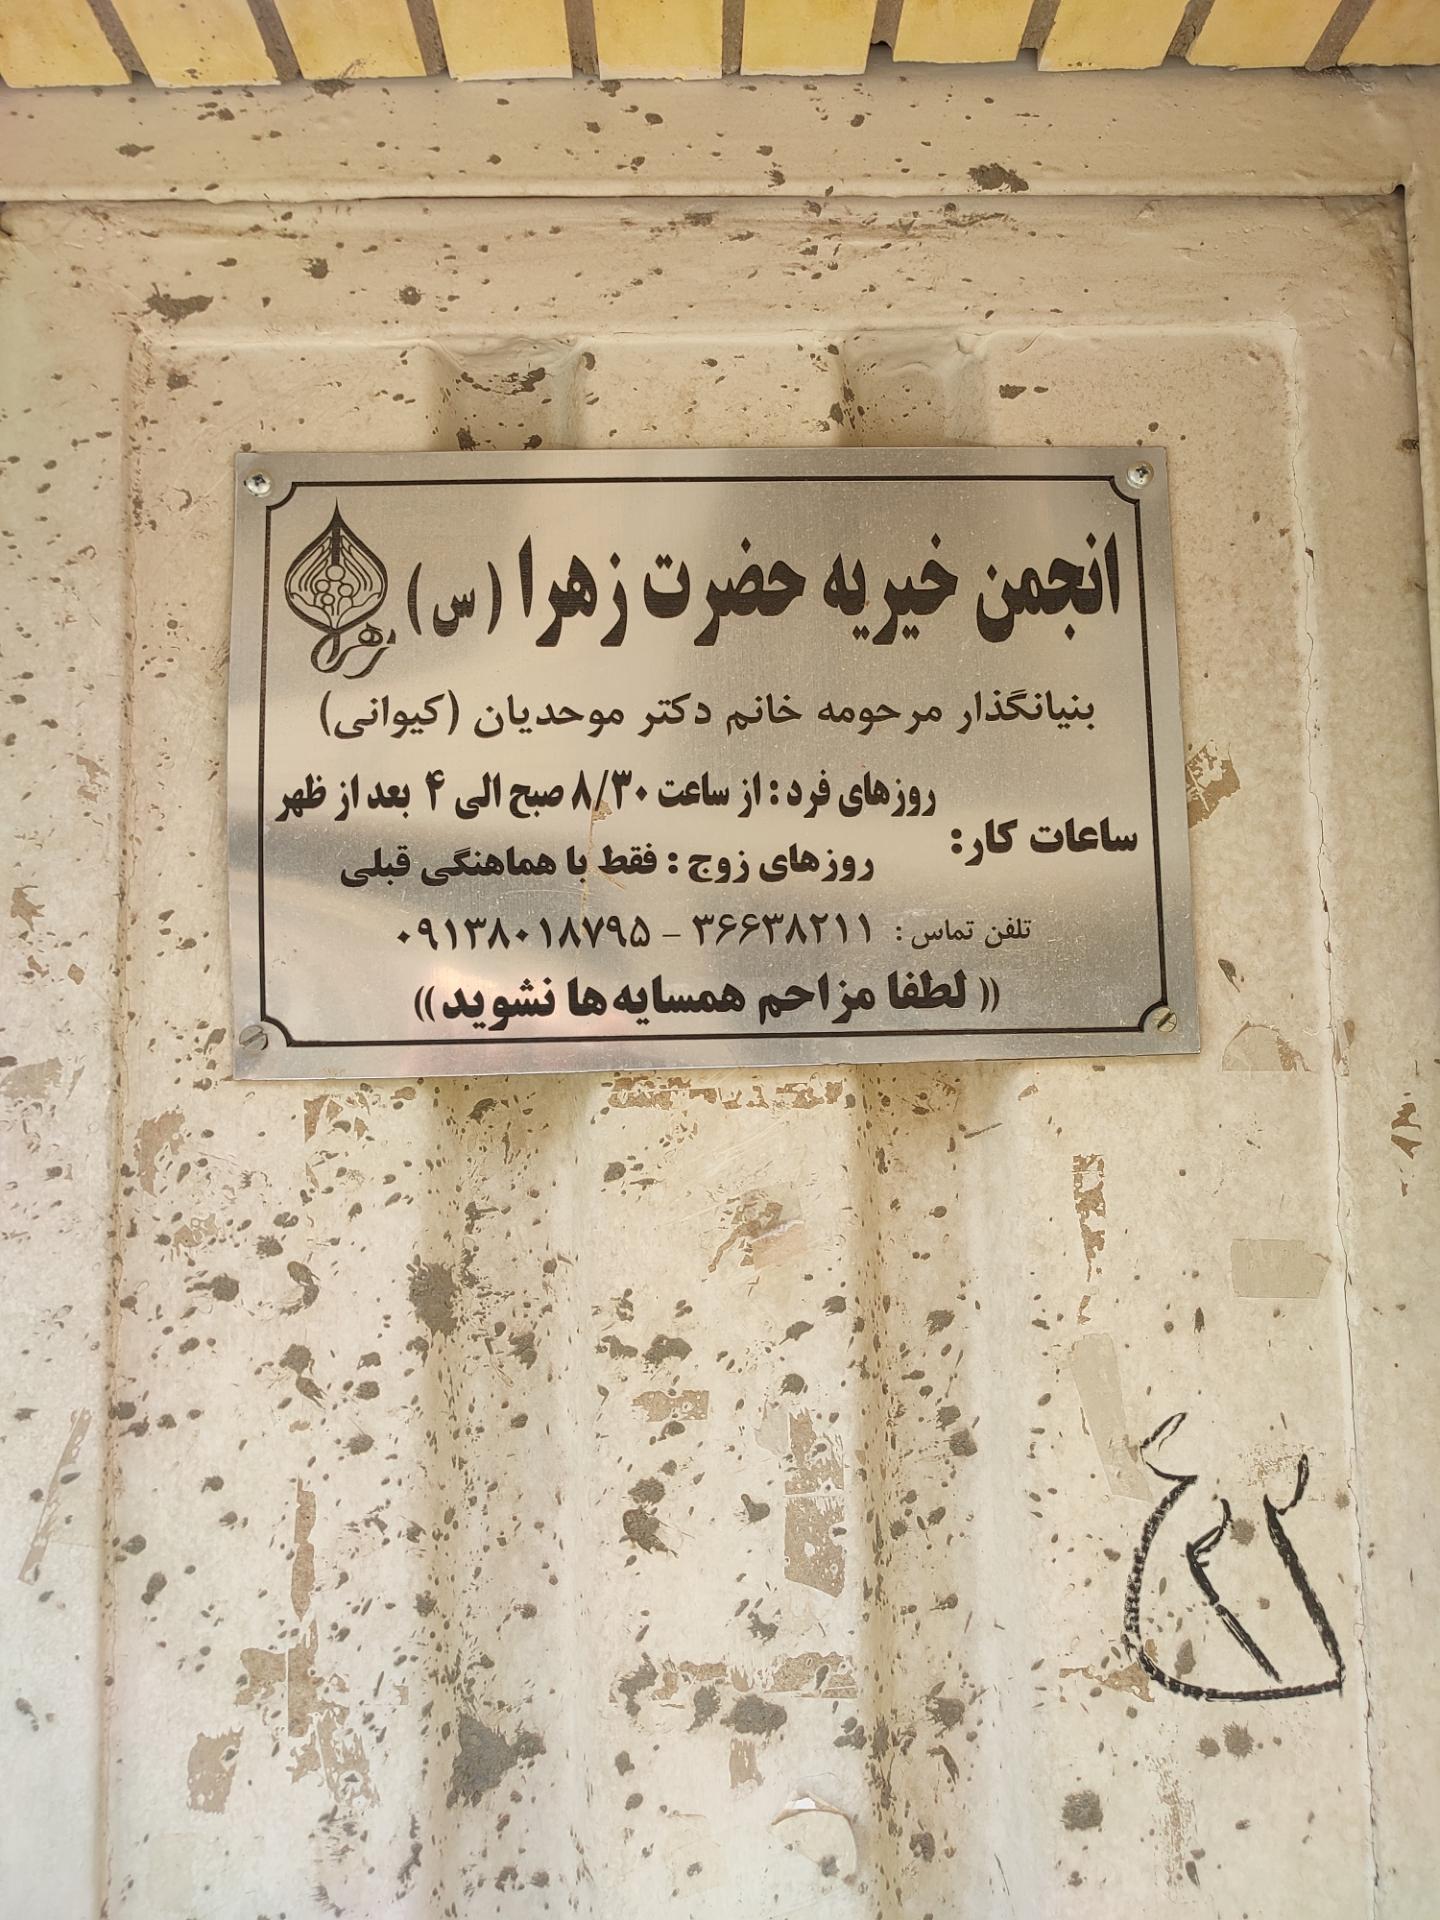 انجمن خیریه حضرت زهرا (س)
زهرا
بنیانگذار مرحومه خانم دکتر موحدیان (کیوانی)
ساعات کار:
روزهای فرد: از ساعت ۸/۳۰ صبح الی ۴ بعد از ظهر
روزهای زوج: فقط با هماهنگی قبلی
تلفن تماس: ۳۶۶۳۸۲۱۱ - ۰۹۱۳۸۰۱۸۷۹۵
((لطفا مزاحم همسایه ها نشوید))